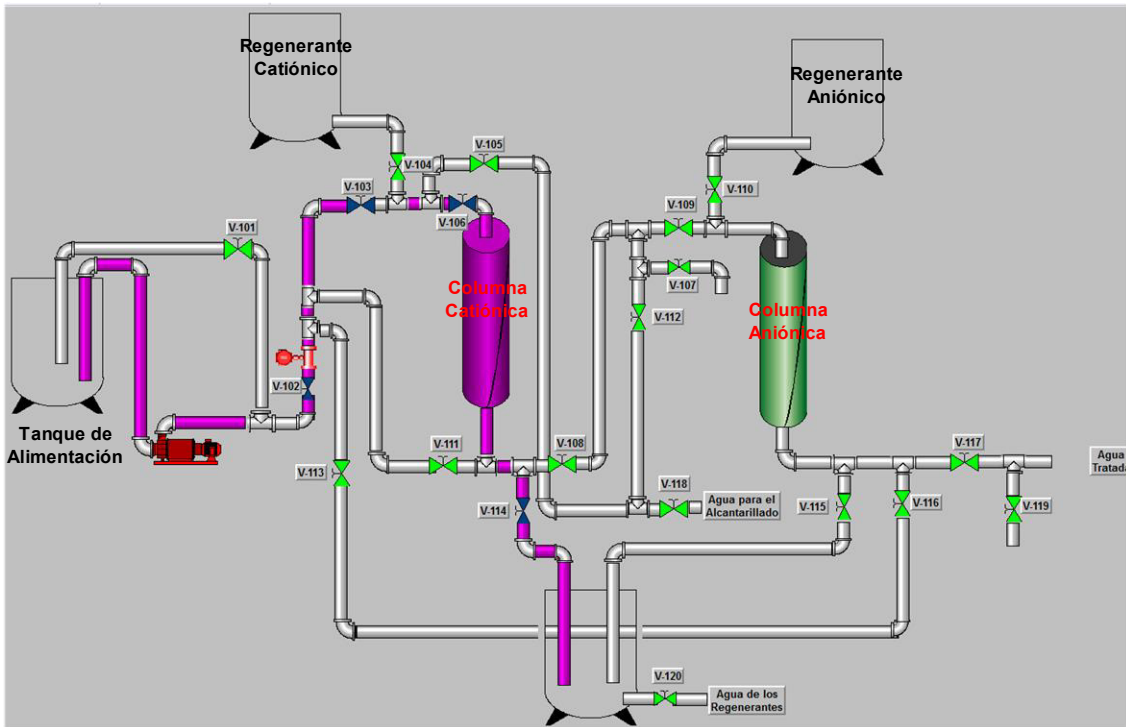 Regenerante
Catiónico
Regenerante
Aniónico
V-105
V-104
V-103
V-110
V-106
V-109
V-101
V-107
Columna
Catiónica
Columna
Aniónica
V-112
V-102
Tanque de
Alimentación
V-111
V-108
V-117
Agua
Tratada
V-113
V-118
Agua para el
Alcantarillado
V-114
V-115
V-116
V-119
V-120
Agua de los
Regenerantes